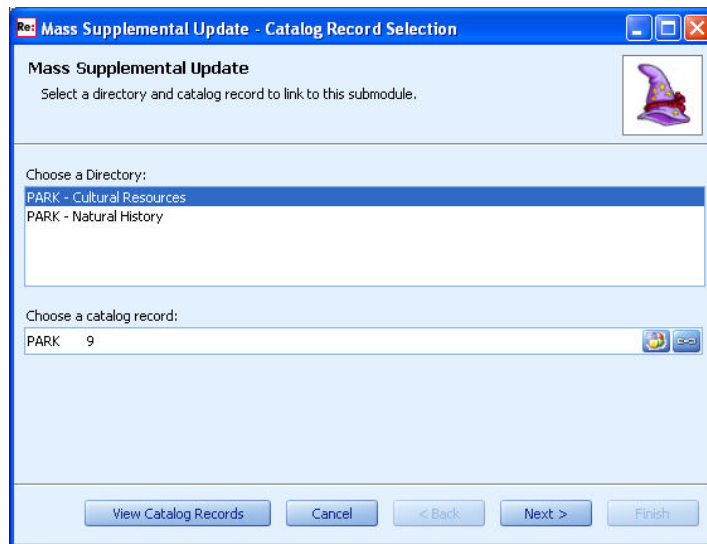 Re: Mass Supplemental Update - Catalog Record Selection
Mass Supplemental Update
Select a directory and catalog record to link to this submodule.
Choose a Directory:
PARK - Cultural Resources
PARK - Natural History
Choose a catalog record:
PARK 9
View Catalog Records Cancel < Back Next > Finish